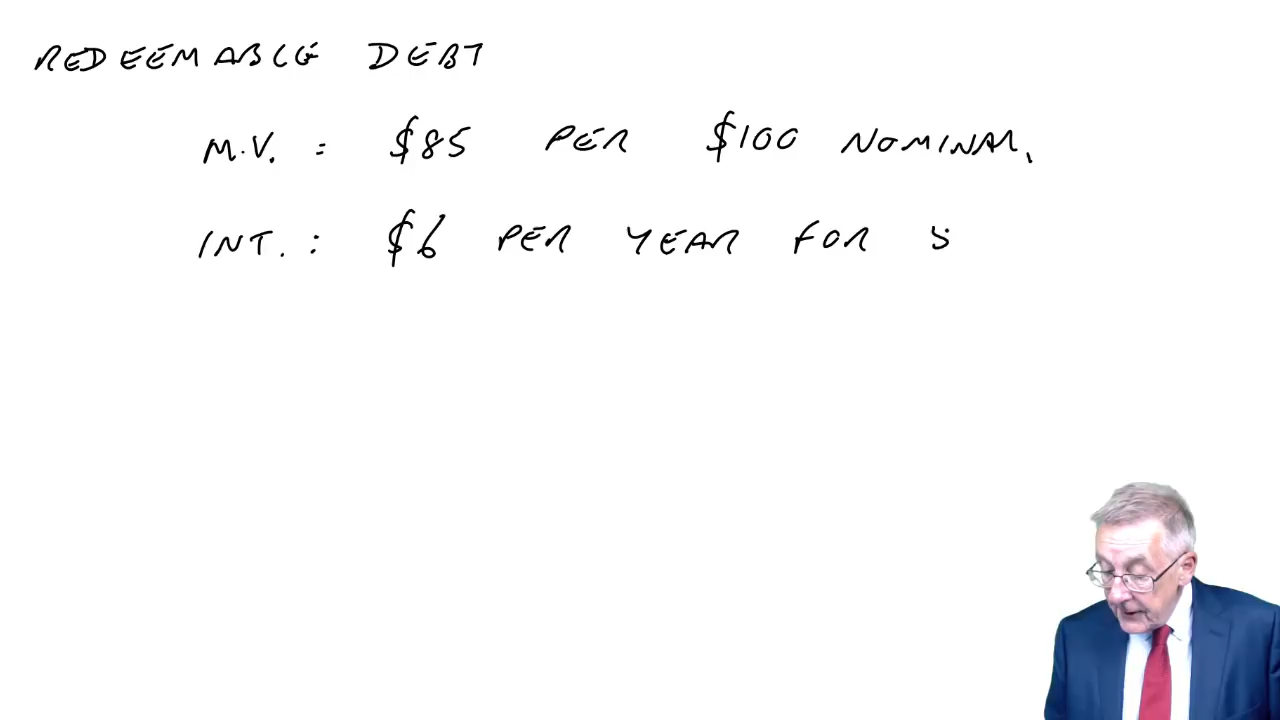 REDEEMABLE DEBT
M.V. : $85 PER $100 NOMINAL.
INT. : $6 PER YEAR FOR 5